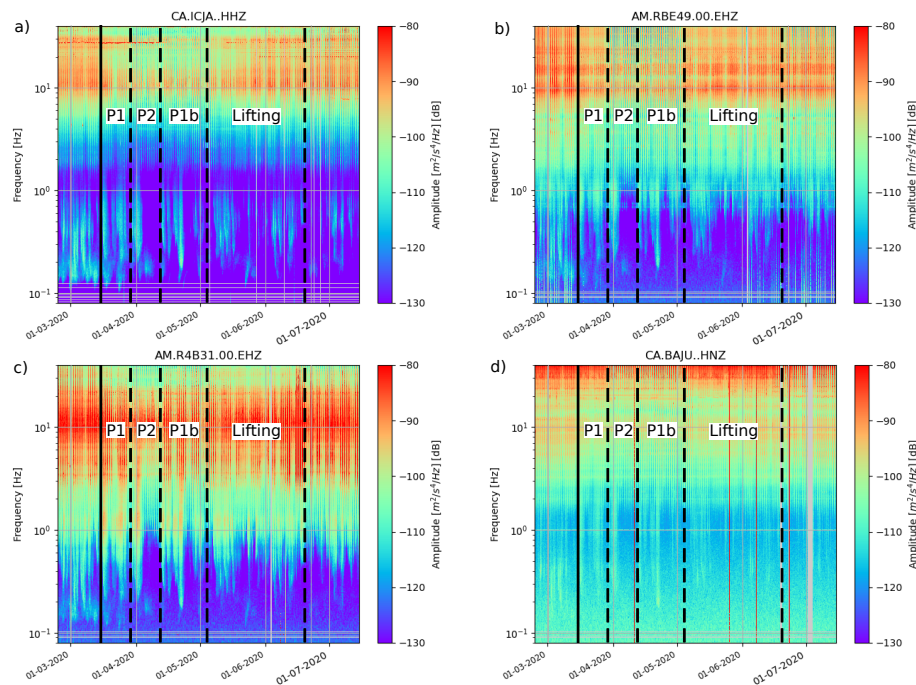 a)
CA.ICJA..HHZ
Frequency [Hz]
10¹
10⁰
10⁻¹
P1
P2
P1b
Lifting
01-03-2020
01-04-2020
01-05-2020
01-06-2020
01-07-2020
−80
−90
−100
−110
−120
−130
Amplitude [m²/s⁴/Hz] [dB]
b)
AM.RBE49.00.EHZ
Frequency [Hz]
10¹
10⁰
10⁻¹
P1
P2
P1b
Lifting
01-03-2020
01-04-2020
01-05-2020
01-06-2020
01-07-2020
−80
−90
−100
−110
−120
−130
Amplitude [m²/s⁴/Hz] [dB]
c)
AM.R4B31.00.EHZ
Frequency [Hz]
10¹
10⁰
10⁻¹
P1
P2
P1b
Lifting
01-03-2020
01-04-2020
01-05-2020
01-06-2020
01-07-2020
−80
−90
−100
−110
−120
−130
Amplitude [m²/s⁴/Hz] [dB]
d)
CA.BAJU..HNZ
Frequency [Hz]
10¹
10⁰
10⁻¹
P1
P2
P1b
Lifting
01-03-2020
01-04-2020
01-05-2020
01-06-2020
01-07-2020
−80
−90
−100
−110
−120
−130
Amplitude [m²/s⁴/Hz] [dB]